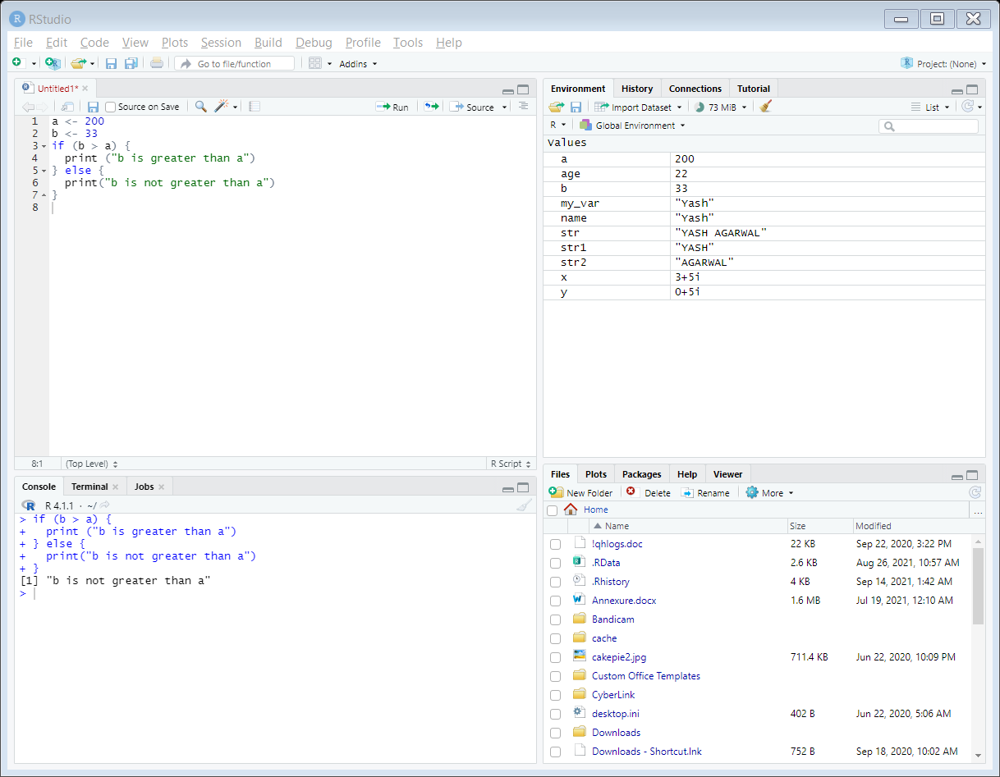 RStudio
File Edit Code View Plots Session Build Debug Profile Tools Help
Go to file/function Addins Project: (None)
Untitled1*
Source on Save Run Source
1 a <- 200
2 b <- 33
3 if (b > a) {
4   print ("b is greater than a")
5 } else {
6   print("b is not greater than a")
7 }
8
8:1 (Top Level) R Script
Console Terminal Jobs
R 4.1.1 · ~/
> if (b > a) {
+   print ("b is greater than a")
+ } else {
+   print("b is not greater than a")
+ }
[1] "b is not greater than a"
>
Environment History Connections Tutorial
Import Dataset 73 MiB List
R Global Environment
Values
a 200
age 22
b 33
my_var "Yash"
name "Yash"
str "YASH AGARWAL"
str1 "YASH"
str2 "AGARWAL"
x 3+5i
y 0+5i
Files Plots Packages Help Viewer
New Folder Delete Rename More
Home ...
Name Size Modified
!qhlogs.doc 22 KB Sep 22, 2020, 3:22 PM
.RData 2.6 KB Aug 26, 2021, 10:57 AM
.Rhistory 4 KB Sep 14, 2021, 1:42 AM
Annexure.docx 1.6 MB Jul 19, 2021, 12:10 AM
Bandicam
cache
cakepie2.jpg 711.4 KB Jun 22, 2020, 10:09 PM
Custom Office Templates
CyberLink
desktop.ini 402 B Jun 22, 2020, 5:06 AM
Downloads
Downloads - Shortcut.lnk 752 B Sep 18, 2020, 10:02 AM